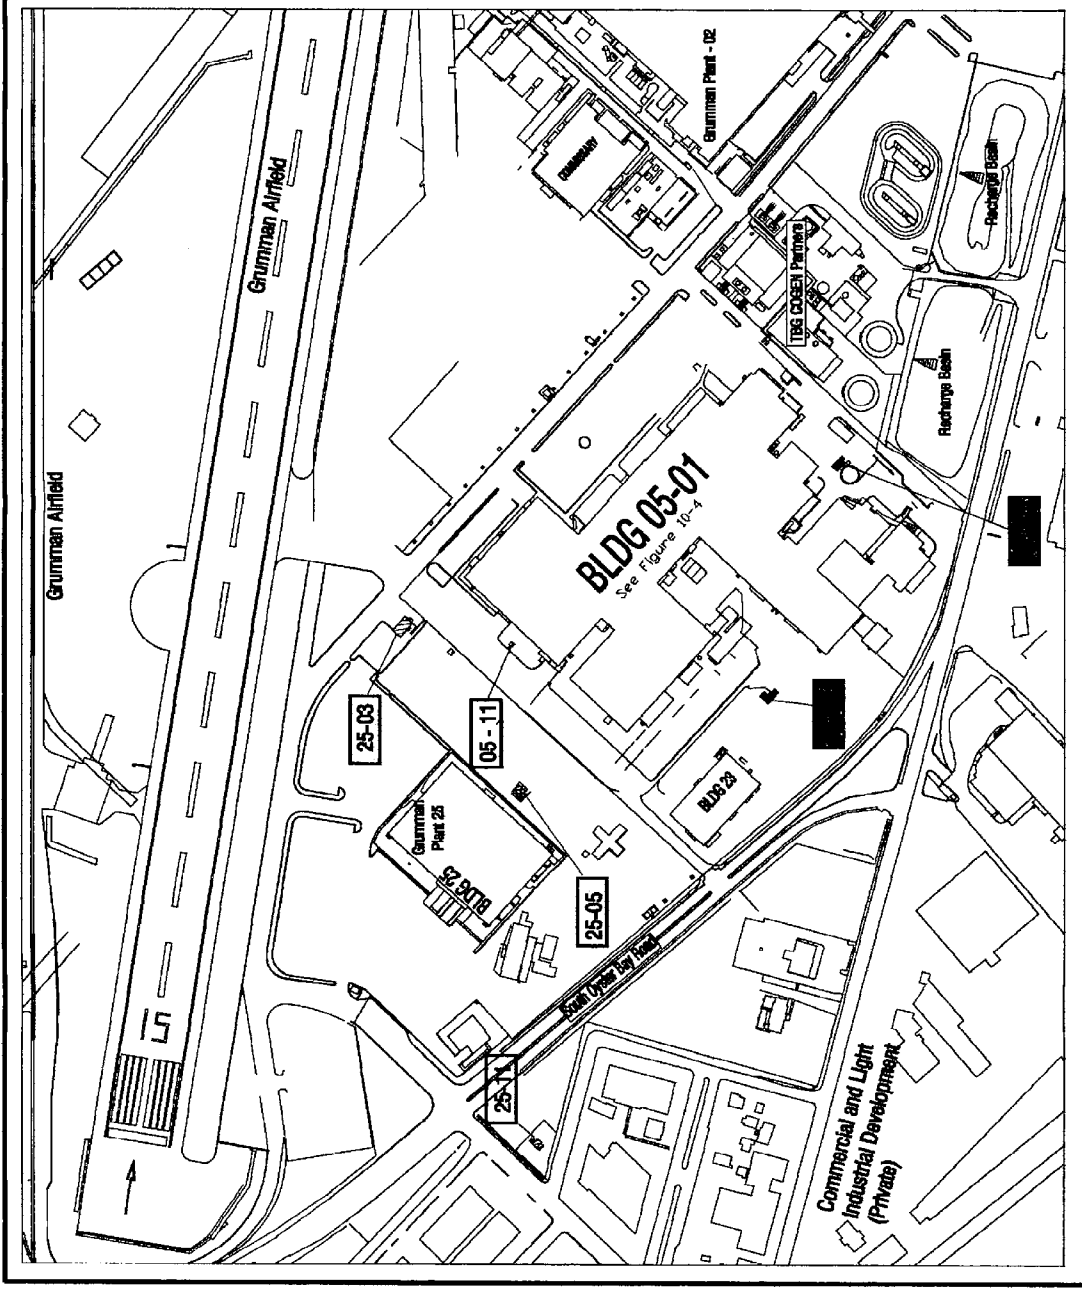 Grumman Airfield
Grumman Airfield
Grumman Plant - 02
COMMISSARY
TBG COGEN Partners
Recharge Basin
Recharge Basin
BLDG 05-01
See Figure 10-4
25-03
05 - 11
Grumman
Plant 25
BLDG 25
25-05
BLDG 23
South Oyster Bay Road
25-11
15
Commercial and Light
Industrial Development
(Private)